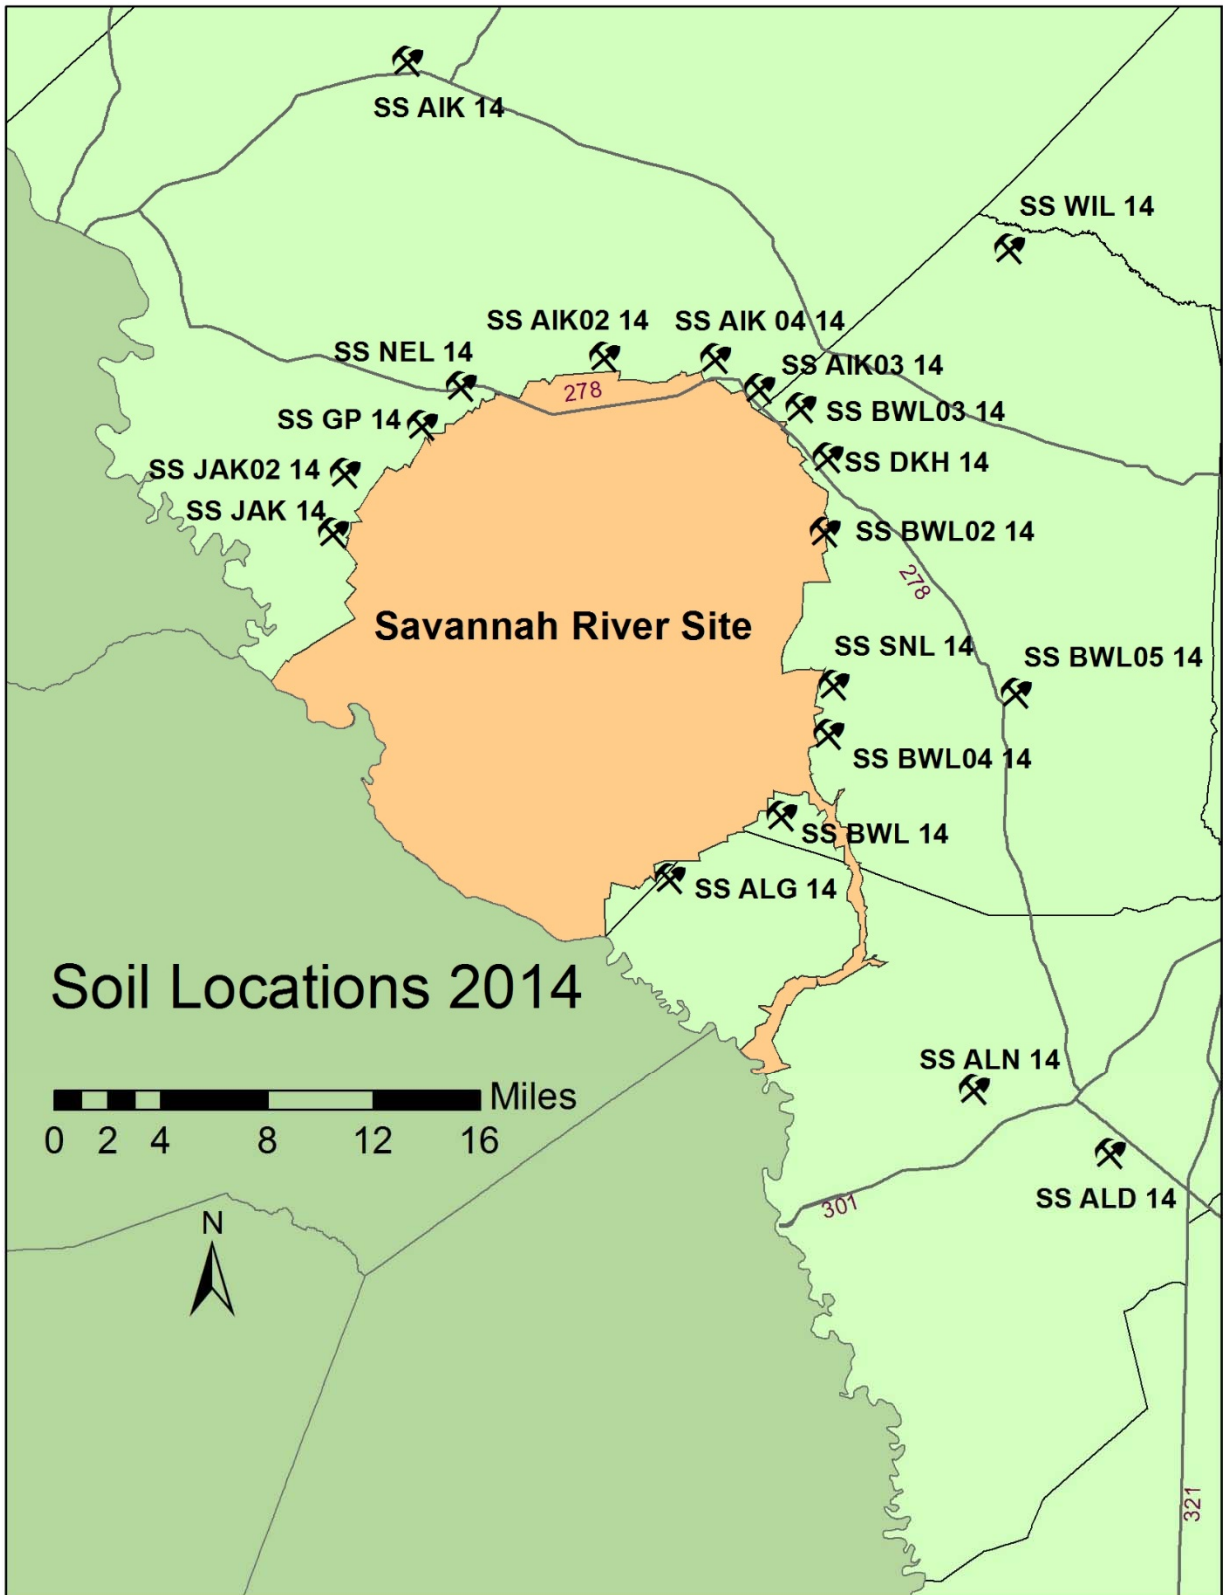 SS AIK 14
SS WIL 14
SS AIK02 14
SS AIK 04 14
SS NEL 14
SS AIK03 14
278
SS GP 14
SS BWL03 14
SS JAK02 14
SS DKH 14
SS JAK 14
SS BWL02 14
278
Savannah River Site
SS SNL 14
SS BWL05 14
SS BWL04 14
SS BWL 14
SS ALG 14
Soil Locations 2014
SS ALN 14
Miles
0 2 4 8 12 16
SS ALD 14
301
N
321